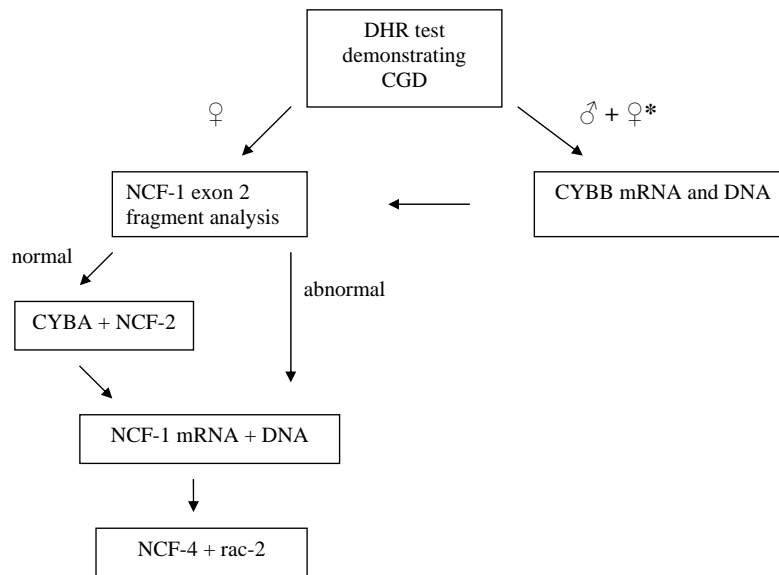 DHR test
demonstrating
CGD
♀
♂ + ♀*
NCF-1 exon 2
fragment analysis
CYBB mRNA and DNA
normal
abnormal
CYBA + NCF-2
NCF-1 mRNA + DNA
NCF-4 + rac-2